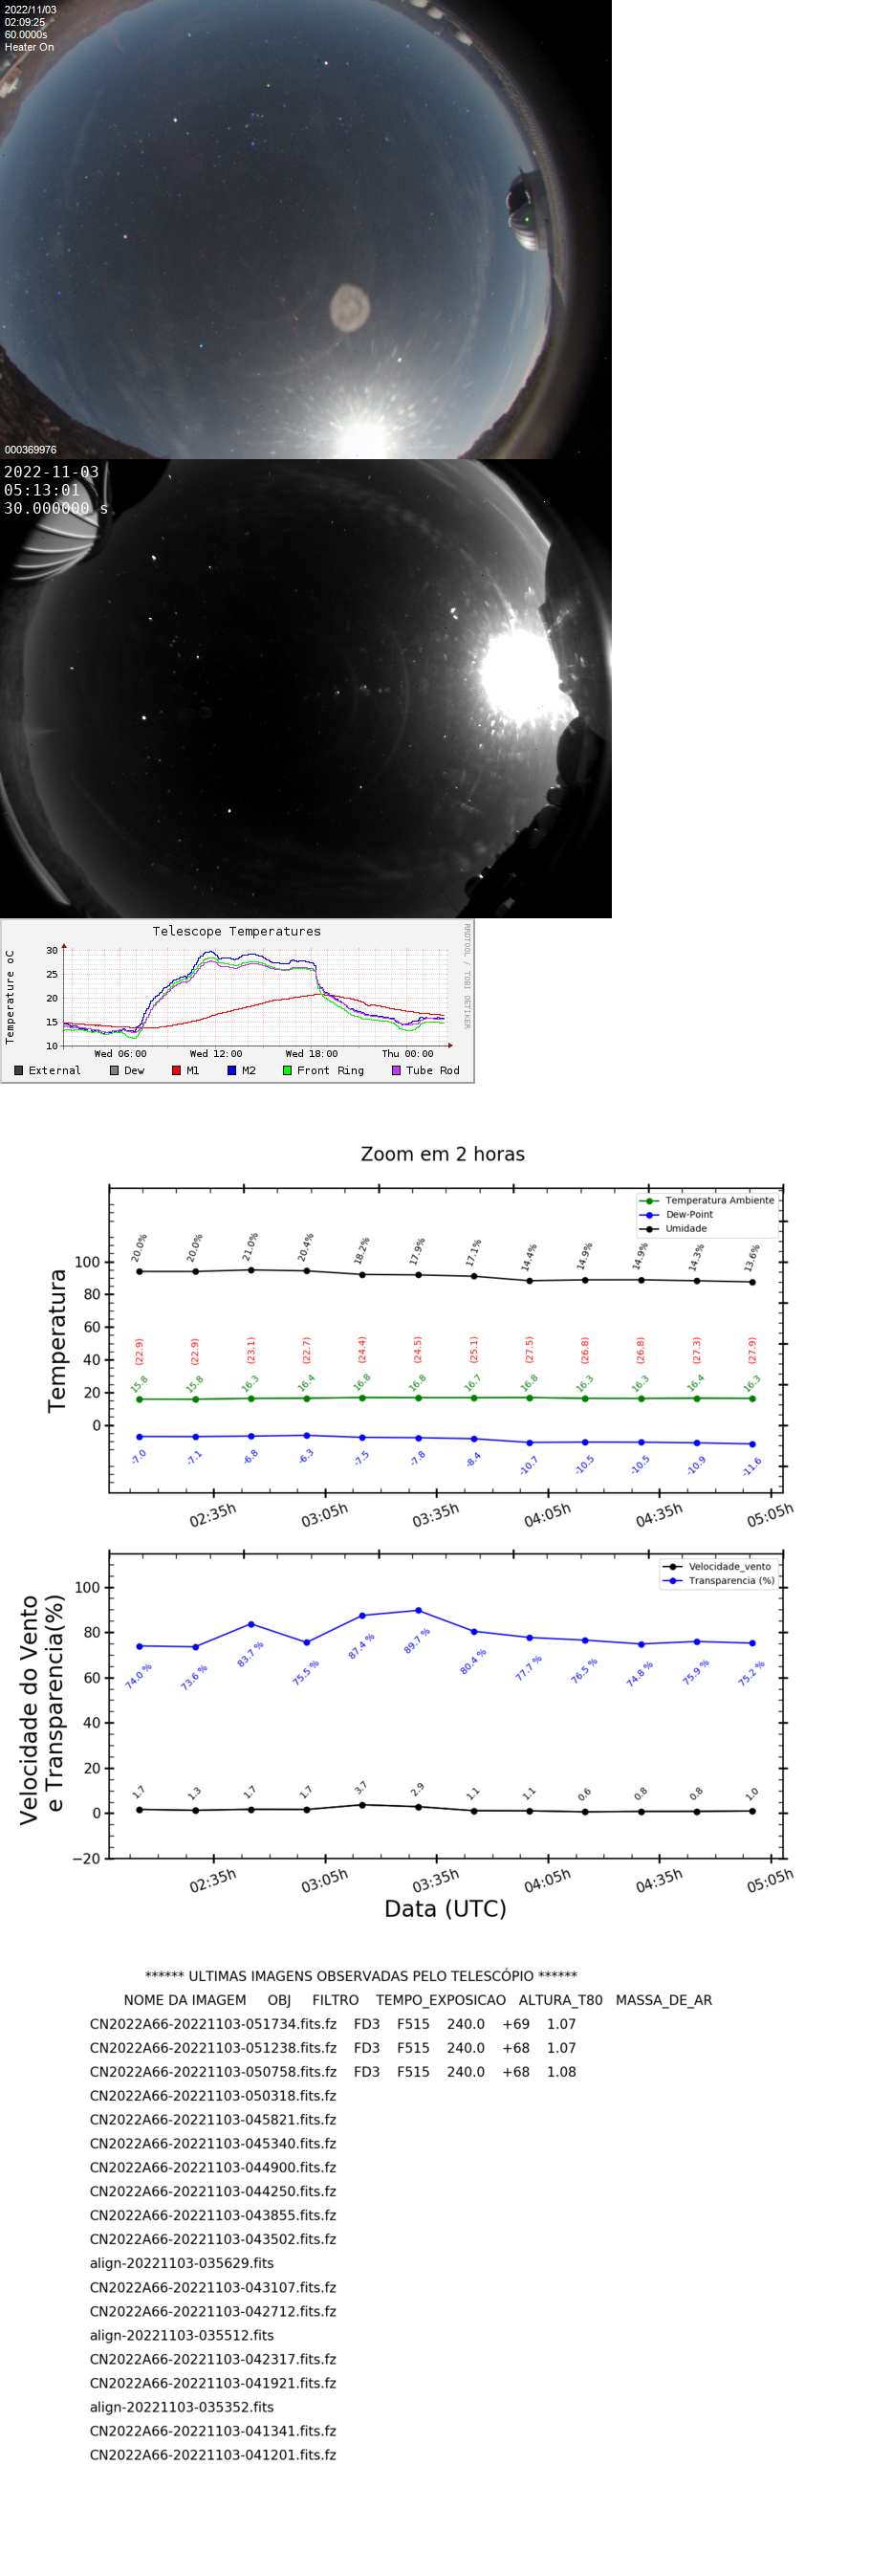 2022/11/03
02:09:25
60.0000s
Heater On
000369976
2022-11-03
05:13:01
30.000000 s
Telescope Temperatures
RRDTOOL / TOBI OETIKER
Temperature oC
30
25
20
15
10
Wed 06:00 Wed 12:00 Wed 18:00 Thu 00:00
External Dew M1 M2 Front Ring Tube Rod
Zoom em 2 horas
Temperatura Ambiente
Dew-Point
Umidade
Temperatura
100
80
60
40
20
0
20.0% 20.0% 21.0% 20.4% 18.2% 17.9% 17.1% 14.4% 14.9% 14.9% 14.3% 13.6%
(22.9) (22.9) (23.1) (22.7) (24.4) (24.5) (25.1) (27.5) (26.8) (26.8) (27.3) (27.9)
15.8 15.8 16.3 16.4 16.8 16.8 16.7 16.8 16.3 16.3 16.4 16.3
-7.0 -7.1 -6.8 -6.3 -7.5 -7.8 -8.4 -10.7 -10.5 -10.5 -10.9 -11.6
02:35h 03:05h 03:35h 04:05h 04:35h 05:05h
Velocidade_vento
Transparencia (%)
Velocidade do Vento
e Transparencia(%)
100
80
60
40
20
0
−20
74.0 % 73.6 % 83.7 % 75.5 % 87.4 % 89.7 % 80.4 % 77.7 % 76.5 % 74.8 % 75.9 % 75.2 %
1.7 1.3 1.7 1.7 3.7 2.9 1.1 1.1 0.6 0.8 0.8 1.0
02:35h 03:05h 03:35h 04:05h 04:35h 05:05h
Data (UTC)
****** ULTIMAS IMAGENS OBSERVADAS PELO TELESCÓPIO ******
NOME DA IMAGEM OBJ FILTRO TEMPO_EXPOSICAO ALTURA_T80 MASSA_DE_AR
CN2022A66-20221103-051734.fits.fz FD3 F515 240.0 +69 1.07
CN2022A66-20221103-051238.fits.fz FD3 F515 240.0 +68 1.07
CN2022A66-20221103-050758.fits.fz FD3 F515 240.0 +68 1.08
CN2022A66-20221103-050318.fits.fz
CN2022A66-20221103-045821.fits.fz
CN2022A66-20221103-045340.fits.fz
CN2022A66-20221103-044900.fits.fz
CN2022A66-20221103-044250.fits.fz
CN2022A66-20221103-043855.fits.fz
CN2022A66-20221103-043502.fits.fz
align-20221103-035629.fits
CN2022A66-20221103-043107.fits.fz
CN2022A66-20221103-042712.fits.fz
align-20221103-035512.fits
CN2022A66-20221103-042317.fits.fz
CN2022A66-20221103-041921.fits.fz
align-20221103-035352.fits
CN2022A66-20221103-041341.fits.fz
CN2022A66-20221103-041201.fits.fz